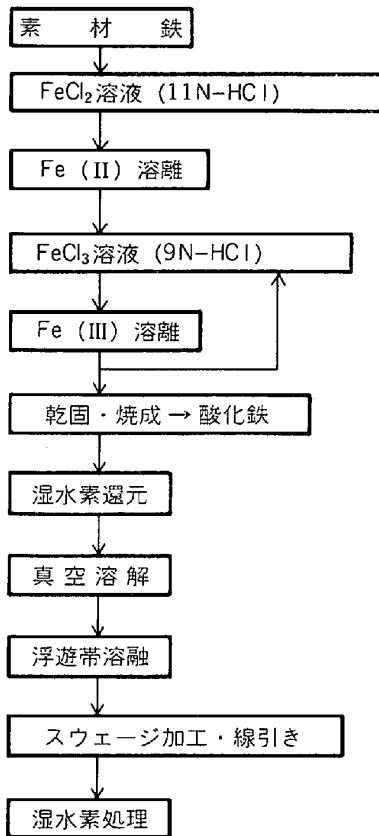 素材鉄
FeCl₂溶液 (11N-HCl)
Fe (II) 溶離
FeCl₃溶液 (9N-HCl)
Fe (III) 溶離
乾固・焼成 → 酸化鉄
湿水素還元
真空溶解
浮遊帯溶融
スウェージ加工・線引き
湿水素処理